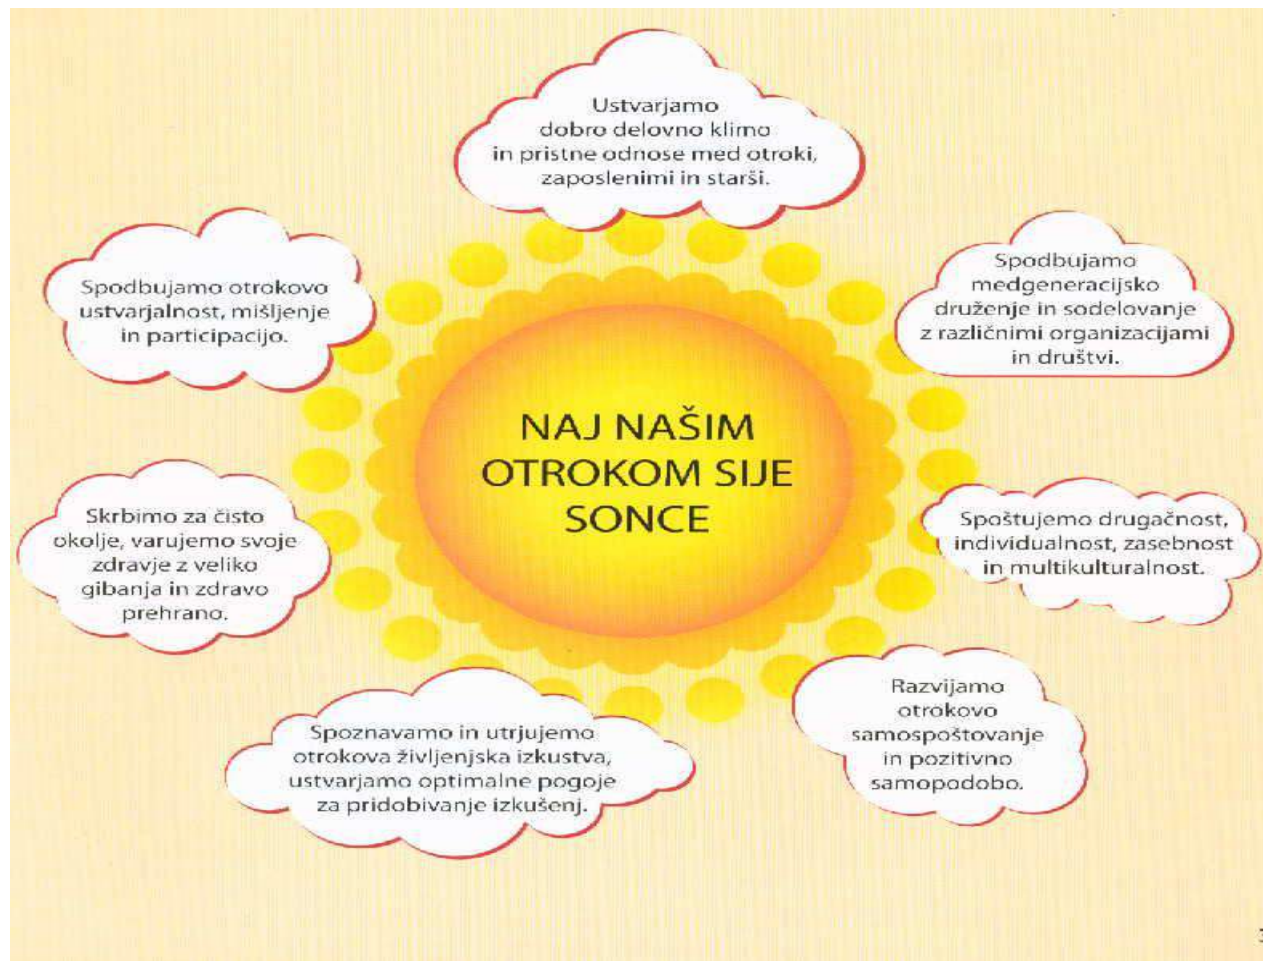 Ustvarjamo
dobro delovno klimo
in pristne odnose med otroki,
zaposlenimi in starši.
Spodbujamo otrokovo
ustvarjalnost, mišljenje
in participacijo.
Spodbujamo
medgeneracijsko
druženje in sodelovanje
z različnimi organizacijami
in društvi.
NAJ NAŠIM
OTROKOM SIJE
SONCE
Skrbimo za čisto
okolje, varujemo svoje
zdravje z veliko
gibanja in zdravo
prehrano.
Spoštujemo drugačnost,
individualnost, zasebnost
in multikulturalnost.
Spoznavamo in utrjujemo
otrokova življenjska izkustva,
ustvarjamo optimalne pogoje
za pridobivanje izkušenj.
Razvijamo
otrokovo
samospoštovanje
in pozitivno
samopodobo.